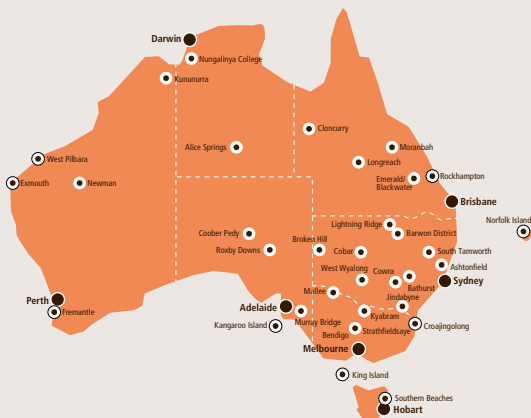 Darwin
Nungalinya College
Kununurra
Cloncurry
Alice Springs
Moranbah
West Pilbara
Longreach
Rockhampton
Emerald/
Blackwater
Exmouth
Newman
Brisbane
Norfolk Island
Lightning Ridge
Coober Pedy
Barwon District
Broken Hill
Roxby Downs
Cobar
South Tamworth
West Wyalong
Cowra
Ashtonfield
Bathurst
Sydney
Mallee
Jindabyne
Perth
Adelaide
Fremantle
Murray Bridge
Kyabram
Croajingolong
Kangaroo Island
Bendigo
Strathfieldsaye
Melbourne
King Island
Southern Beaches
Hobart